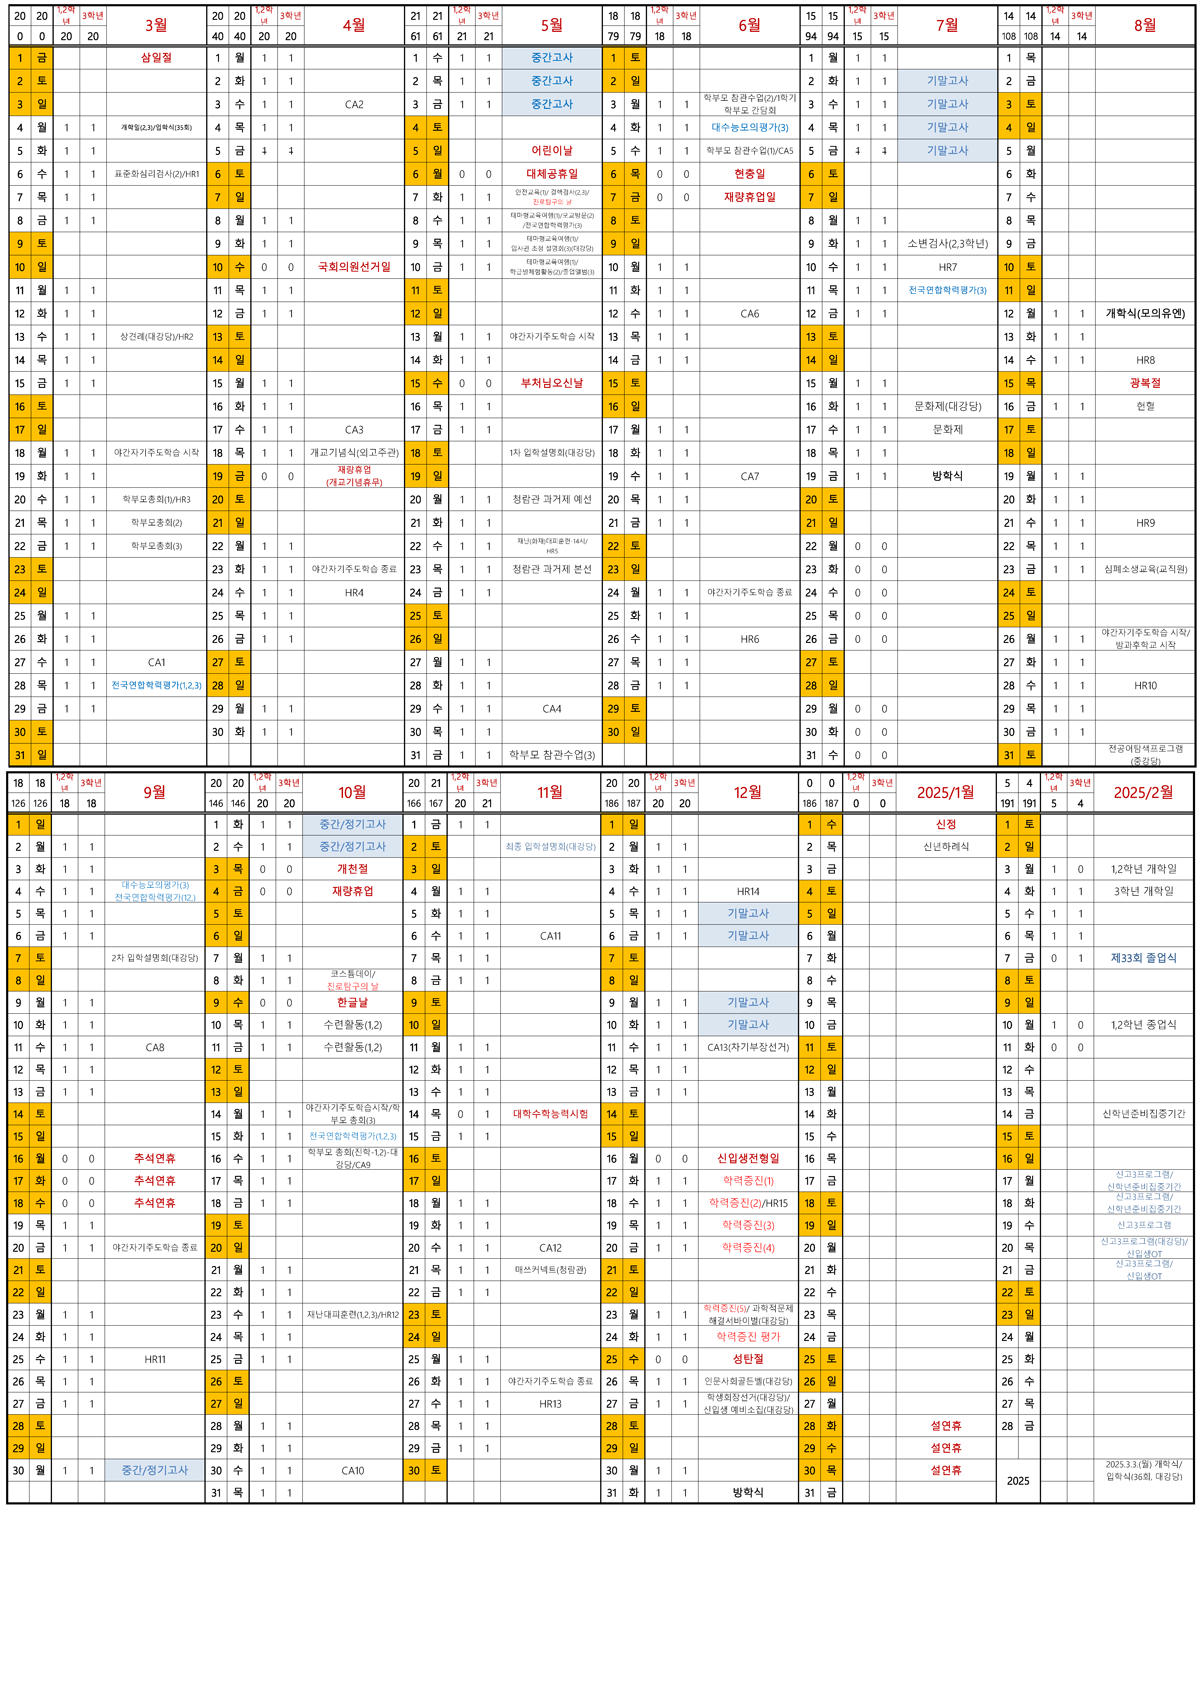 20 20 1,2학년 3학년 3월
0 0 20 20
1 금 삼일절
2 토
3 일
4 월 1 1 개학일(2,3)/입학식(35회)
5 화 1 1
6 수 1 1 표준화심리검사(2)/HR1
7 목 1 1
8 금 1 1
9 토
10 일
11 월 1 1
12 화 1 1
13 수 1 1 상견례(대강당)/HR2
14 목 1 1
15 금 1 1
16 토
17 일
18 월 1 1 야간자기주도학습 시작
19 화 1 1
20 수 1 1 학부모총회(1)/HR3
21 목 1 1 학부모총회(2)
22 금 1 1 학부모총회(3)
23 토
24 일
25 월 1 1
26 화 1 1
27 수 1 1 CA1
28 목 1 1 전국연합학력평가(1,2,3)
29 금 1 1
30 토
31 일
20 20 1,2학년 3학년 4월
40 40 20 20
1 월 1 1
2 화 1 1
3 수 1 1 CA2
4 목 1 1
5 금 1 1
6 토
7 일
8 월 1 1
9 화 1 1
10 수 0 0 국회의원선거일
11 목 1 1
12 금 1 1
13 토
14 일
15 월 1 1
16 화 1 1
17 수 1 1 CA3
18 목 1 1 개교기념식(외고주관)
19 금 0 0 재량휴업
(개교기념휴무)
20 토
21 일
22 월 1 1
23 화 1 1 야간자기주도학습 종료
24 수 1 1 HR4
25 목 1 1
26 금 1 1
27 토
28 일
29 월 1 1
30 화 1 1
21 21 1,2학년 3학년 5월
61 61 21 21
1 수 1 1 중간고사
2 목 1 1 중간고사
3 금 1 1 중간고사
4 토
5 일 어린이날
6 월 0 0 대체공휴일
7 화 1 1 안전교육(1)/ 결핵검사(2,3)/
진로탐구의 날
8 수 1 1 테마형교육여행(1)/모교방문(2)
/전국연합학력평가(3)
9 목 1 1 테마형교육여행(1)/
입사관 초청 설명회(3)(대강당)
10 금 1 1 테마형교육여행(1)/
학급별체험활동(2)/졸업앨범(3)
11 토
12 일
13 월 1 1 야간자기주도학습 시작
14 화 1 1
15 수 0 0 부처님오신날
16 목 1 1
17 금 1 1
18 토 1차 입학설명회(대강당)
19 일
20 월 1 1 청람관 과거제 예선
21 화 1 1
22 수 1 1 재난(화재)대피훈련-14시/
HR5
23 목 1 1 청람관 과거제 본선
24 금 1 1
25 토
26 일
27 월 1 1
28 화 1 1
29 수 1 1 CA4
30 목 1 1
31 금 1 1 학부모 참관수업(3)
18 18 1,2학년 3학년 6월
79 79 18 18
1 토
2 일
3 월 1 1 학부모 참관수업(2)/1학기
학부모 간담회
4 화 1 1 대수능모의평가(3)
5 수 1 1 학부모 참관수업(1)/CA5
6 목 0 0 현충일
7 금 0 0 재량휴업일
8 토
9 일
10 월 1 1
11 화 1 1
12 수 1 1 CA6
13 목 1 1
14 금 1 1
15 토
16 일
17 월 1 1
18 화 1 1
19 수 1 1 CA7
20 목 1 1
21 금 1 1
22 토
23 일
24 월 1 1 야간자기주도학습 종료
25 화 1 1
26 수 1 1 HR6
27 목 1 1
28 금 1 1
29 토
30 일
15 15 1,2학년 3학년 7월
94 94 15 15
1 월 1 1
2 화 1 1 기말고사
3 수 1 1 기말고사
4 목 1 1 기말고사
5 금 1 1 기말고사
6 토
7 일
8 월 1 1
9 화 1 1 소변검사(2,3학년)
10 수 1 1 HR7
11 목 1 1 전국연합학력평가(3)
12 금 1 1
13 토
14 일
15 월 1 1
16 화 1 1 문화제(대강당)
17 수 1 1 문화제
18 목 1 1
19 금 1 1 방학식
20 토
21 일
22 월 0 0
23 화 0 0
24 수 0 0
25 목 0 0
26 금 0 0
27 토
28 일
29 월 0 0
30 화 0 0
31 수 0 0
14 14 1,2학년 3학년 8월
108 108 14 14
1 목
2 금
3 토
4 일
5 월
6 화
7 수
8 목
9 금
10 토
11 일
12 월 1 1 개학식(모의유엔)
13 화 1 1
14 수 1 1 HR8
15 목 광복절
16 금 1 1 헌혈
17 토
18 일
19 월 1 1
20 화 1 1
21 수 1 1 HR9
22 목 1 1
23 금 1 1 심폐소생교육(교직원)
24 토
25 일
26 월 1 1 야간자기주도학습 시작/
방과후학교 시작
27 화 1 1
28 수 1 1 HR10
29 목 1 1
30 금 1 1
31 토 전공어탐색프로그램
(중강당)
18 18 1,2학년 3학년 9월
126 126 18 18
1 일
2 월 1 1
3 화 1 1
4 수 1 1 대수능모의평가(3)
전국연합학력평가(12,)
5 목 1 1
6 금 1 1
7 토 2차 입학설명회(대강당)
8 일
9 월 1 1
10 화 1 1
11 수 1 1 CA8
12 목 1 1
13 금 1 1
14 토
15 일
16 월 0 0 추석연휴
17 화 0 0 추석연휴
18 수 0 0 추석연휴
19 목 1 1
20 금 1 1 야간자기주도학습 종료
21 토
22 일
23 월 1 1
24 화 1 1
25 수 1 1 HR11
26 목 1 1
27 금 1 1
28 토
29 일
30 월 1 1 중간/정기고사
20 20 1,2학년 3학년 10월
146 146 20 20
1 화 1 1 중간/정기고사
2 수 1 1 중간/정기고사
3 목 0 0 개천절
4 금 0 0 재량휴업
5 토
6 일
7 월 1 1
8 화 1 1 코스튬데이/
진로탐구의 날
9 수 0 0 한글날
10 목 1 1 수련활동(1,2)
11 금 1 1 수련활동(1,2)
12 토
13 일
14 월 1 1 야간자기주도학습시작/학
부모 총회(3)
15 화 1 1 전국연합학력평가(1,2,3)
16 수 1 1 학부모 총회(진학-1,2)-대
강당/CA9
17 목 1 1
18 금 1 1
19 토
20 일
21 월 1 1
22 화 1 1
23 수 1 1 재난대피훈련(1,2,3)/HR12
24 목 1 1
25 금 1 1
26 토
27 일
28 월 1 1
29 화 1 1
30 수 1 1 CA10
31 목 1 1
20 21 1,2학년 3학년 11월
166 167 20 21
1 금 1 1
2 토 최종 입학설명회(대강당)
3 일
4 월 1 1
5 화 1 1
6 수 1 1 CA11
7 목 1 1
8 금 1 1
9 토
10 일
11 월 1 1
12 화 1 1
13 수 1 1
14 목 0 1 대학수학능력시험
15 금 1 1
16 토
17 일
18 월 1 1
19 화 1 1
20 수 1 1 CA12
21 목 1 1 매쓰커넥트(청람관)
22 금 1 1
23 토
24 일
25 월 1 1
26 화 1 1 야간자기주도학습 종료
27 수 1 1 HR13
28 목 1 1
29 금 1 1
30 토
20 20 1,2학년 3학년 12월
186 187 20 20
1 일
2 월 1 1
3 화 1 1
4 수 1 1 HR14
5 목 1 1 기말고사
6 금 1 1 기말고사
7 토
8 일
9 월 1 1 기말고사
10 화 1 1 기말고사
11 수 1 1 CA13(차기부장선거)
12 목 1 1
13 금 1 1
14 토
15 일
16 월 0 0 신입생전형일
17 화 1 1 학력증진(1)
18 수 1 1 학력증진(2)/HR15
19 목 1 1 학력증진(3)
20 금 1 1 학력증진(4)
21 토
22 일
23 월 1 1 학력증진(5)/ 과학적문제
해결서바이벌(대강당)
24 화 1 1 학력증진 평가
25 수 0 0 성탄절
26 목 1 1 인문사회골든벨(대강당)
27 금 1 1 학생회장선거(대강당)/
신입생 예비소집(대강당)
28 토
29 일
30 월 1 1
31 화 1 1 방학식
0 0 1,2학년 3학년 2025/1월
186 187 0 0
1 수 신정
2 목 신년하례식
3 금
4 토
5 일
6 월
7 화
8 수
9 목
10 금
11 토
12 일
13 월
14 화
15 수
16 목
17 금
18 토
19 일
20 월
21 화
22 수
23 목
24 금
25 토
26 일
27 월
28 화 설연휴
29 수 설연휴
30 목 설연휴
31 금
5 4 1,2학년 3학년 2025/2월
191 191 5 4
1 토
2 일
3 월 1 0 1,2학년 개학일
4 화 1 1 3학년 개학일
5 수 1 1
6 목 1 1
7 금 0 1 제33회 졸업식
8 토
9 일
10 월 1 0 1,2학년 종업식
11 화 0 0
12 수
13 목
14 금 신학년준비집중기간
15 토
16 일
17 월 신고3프로그램/
신학년준비집중기간
18 화 신고3프로그램/
신학년준비집중기간
19 수 신고3프로그램
20 목 신고3프로그램(대강당)/
신입생OT
21 금 신고3프로그램/
신입생OT
22 토
23 일
24 월
25 화
26 수
27 목
28 금
2025
2025.3.3.(월) 개학식/
입학식(36회, 대강당)